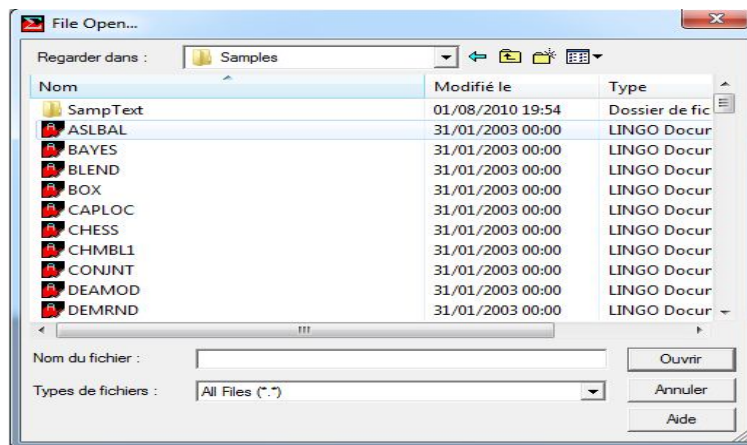 File Open...
Regarder dans : Samples
Nom Modifié le Type
SampText 01/08/2010 19:54 Dossier de fic
ASLBAL 31/01/2003 00:00 LINGO Docur
BAYES 31/01/2003 00:00 LINGO Docur
BLEND 31/01/2003 00:00 LINGO Docur
BOX 31/01/2003 00:00 LINGO Docur
CAPLOC 31/01/2003 00:00 LINGO Docur
CHESS 31/01/2003 00:00 LINGO Docur
CHMBL1 31/01/2003 00:00 LINGO Docur
CONJNT 31/01/2003 00:00 LINGO Docur
DEAMOD 31/01/2003 00:00 LINGO Docur
DEMRND 31/01/2003 00:00 LINGO Docur
Nom du fichier : Ouvrir
Types de fichiers : All Files (*.*) Annuler
Aide